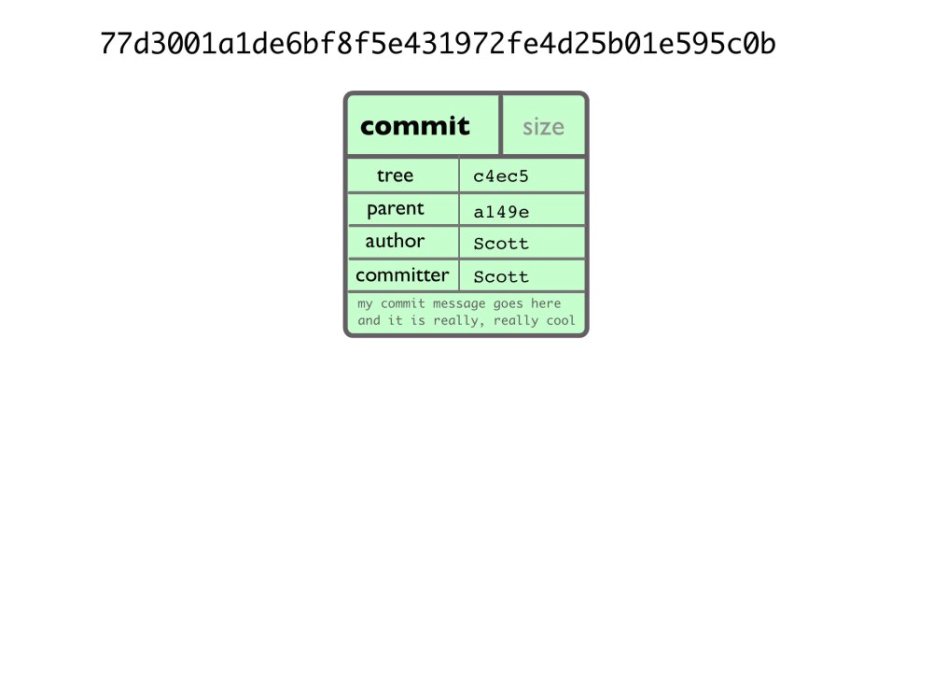 77d3001a1de6bf8f5e431972fe4d25b01e595c0b
commit size
tree c4ec5
parent a149e
author Scott
committer Scott
my commit message goes here
and it is really, really cool